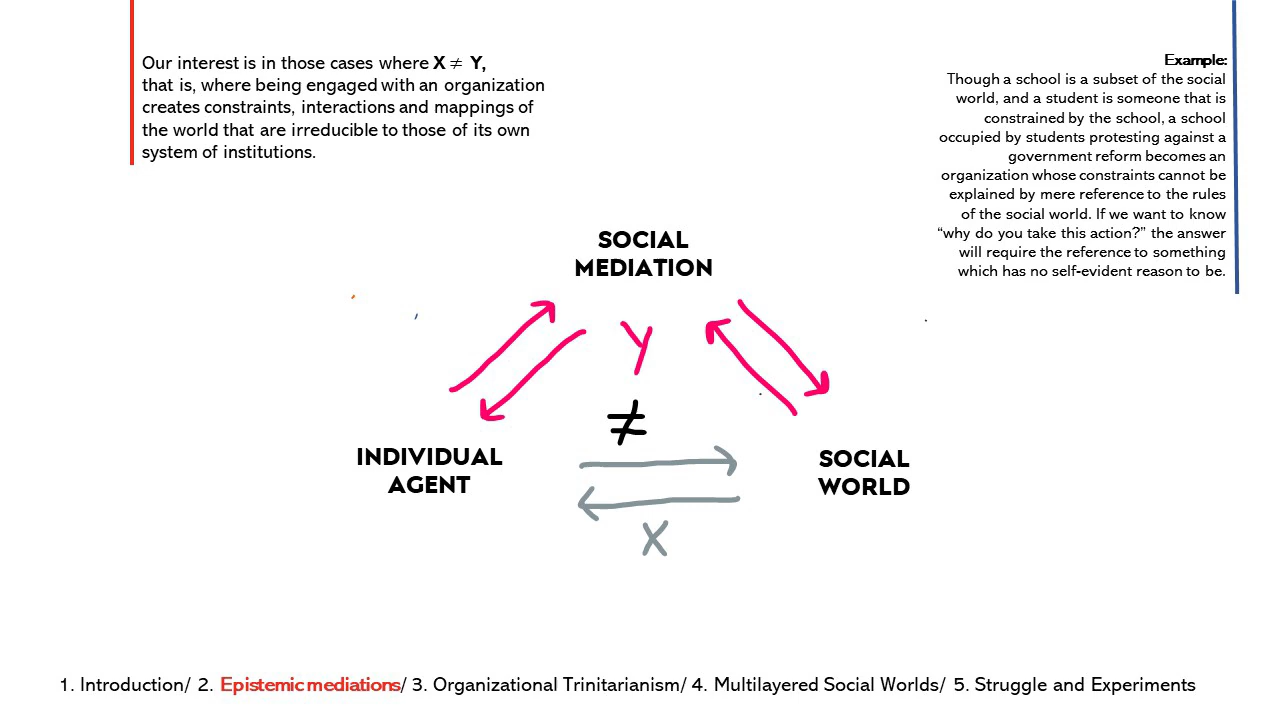 Our interest is in those cases where X ≠ Y,
that is, where being engaged with an organization
creates constraints, interactions and mappings of
the world that are irreducible to those of its own
system of institutions.
Example:
Though a school is a subset of the social
world, and a student is someone that is
constrained by the school, a school
occupied by students protesting against a
government reform becomes an
organization whose constraints cannot be
explained by mere reference to the rules
of the social world. If we want to know
“why do you take this action?” the answer
will require the reference to something
which has no self-evident reason to be.
SOCIAL
MEDIATION
Y
≠
INDIVIDUAL
AGENT
SOCIAL
WORLD
X
1. Introduction/ 2. Epistemic mediations/ 3. Organizational Trinitarianism/ 4. Multilayered Social Worlds/ 5. Struggle and Experiments